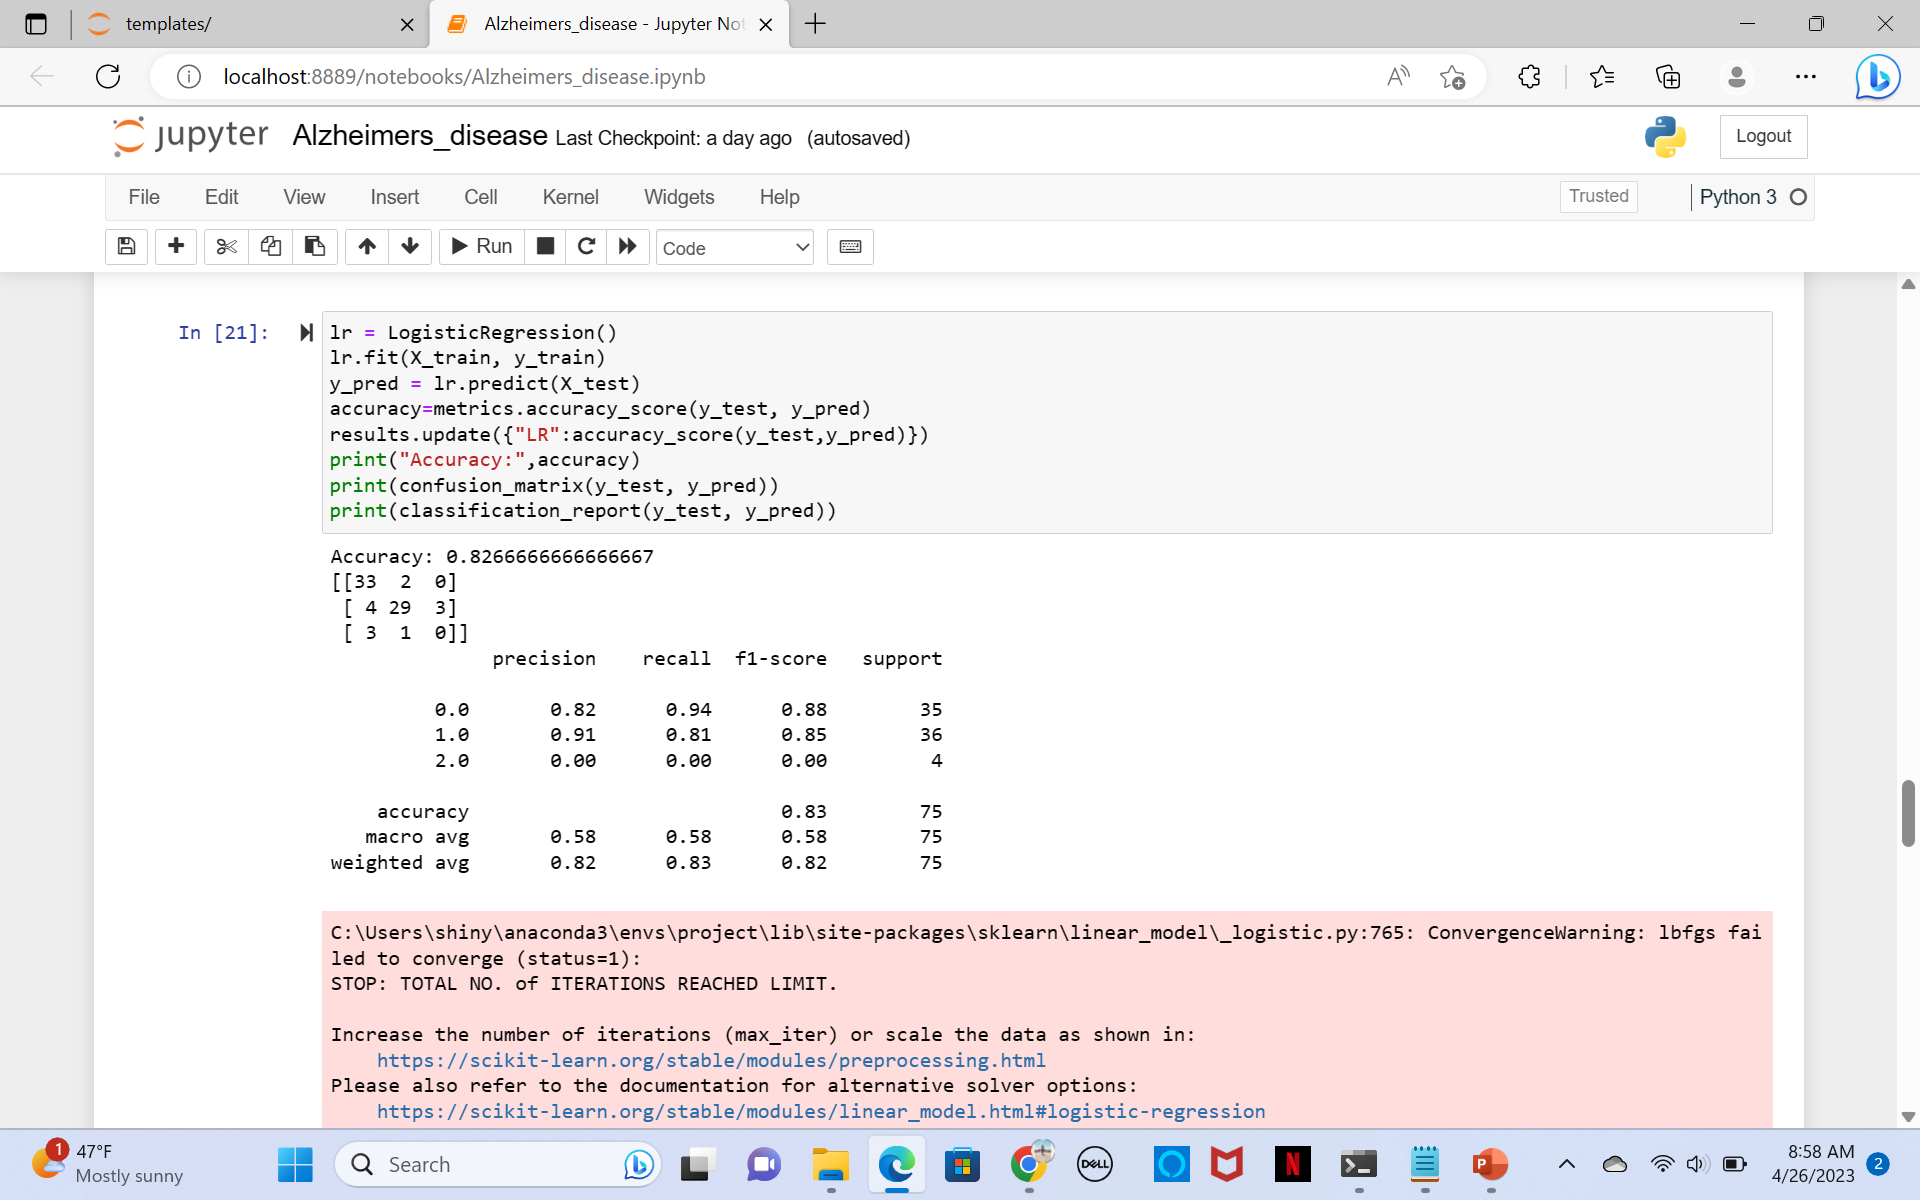 templates/
Alzheimers_disease - Jupyter Not
localhost:8889/notebooks/Alzheimers_disease.ipynb
jupyter Alzheimers_disease Last Checkpoint: a day ago (autosaved)
Logout
File Edit View Insert Cell Kernel Widgets Help
Trusted
Python 3
Run
Code
In [21]:
lr = LogisticRegression()
lr.fit(X_train, y_train)
y_pred = lr.predict(X_test)
accuracy=metrics.accuracy_score(y_test, y_pred)
results.update({"LR":accuracy_score(y_test,y_pred)})
print("Accuracy:",accuracy)
print(confusion_matrix(y_test, y_pred))
print(classification_report(y_test, y_pred))
Accuracy: 0.8266666666666667
[[33  2  0]
 [ 4 29  3]
 [ 3  1  0]]
              precision    recall  f1-score   support
         0.0       0.82      0.94      0.88        35
         1.0       0.91      0.81      0.85        36
         2.0       0.00      0.00      0.00         4
    accuracy                           0.83        75
   macro avg       0.58      0.58      0.58        75
weighted avg       0.82      0.83      0.82        75
C:\Users\shiny\anaconda3\envs\project\lib\site-packages\sklearn\linear_model\_logistic.py:765: ConvergenceWarning: lbfgs fai
led to converge (status=1):
STOP: TOTAL NO. of ITERATIONS REACHED LIMIT.
Increase the number of iterations (max_iter) or scale the data as shown in:
    https://scikit-learn.org/stable/modules/preprocessing.html
Please also refer to the documentation for alternative solver options:
    https://scikit-learn.org/stable/modules/linear_model.html#logistic-regression
1
47°F
Mostly sunny
Search
DELL
N
P
8:58 AM
4/26/2023
2